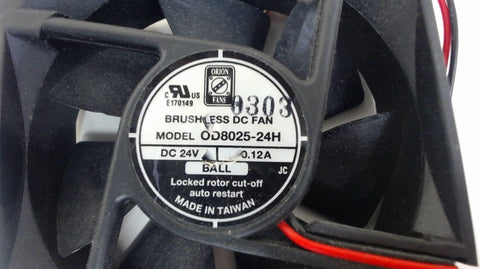 ORION
FANS
C UR US
E170149
0303
BRUSHLESS DC FAN
MODEL OD8025-24H
DC 24V 0.12A
BALL
JC
Locked rotor cut-off
auto restart
MADE IN TAIWAN